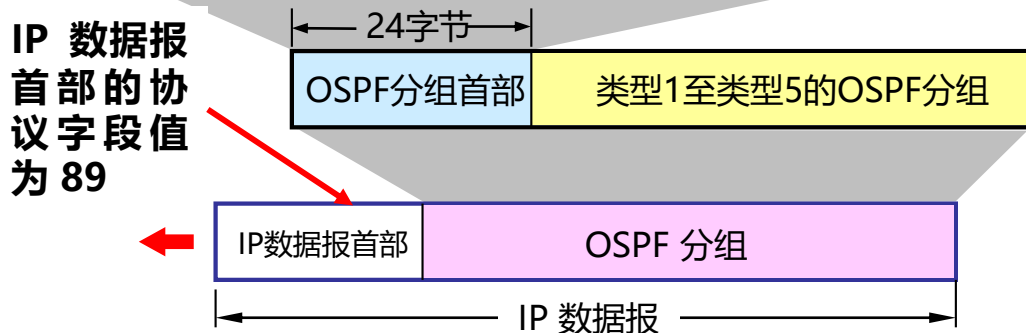 24字节
IP 数据报
首部的协
议字段值
为 89
OSPF分组首部
类型1至类型5的OSPF分组
IP数据报首部
OSPF 分组
IP 数据报